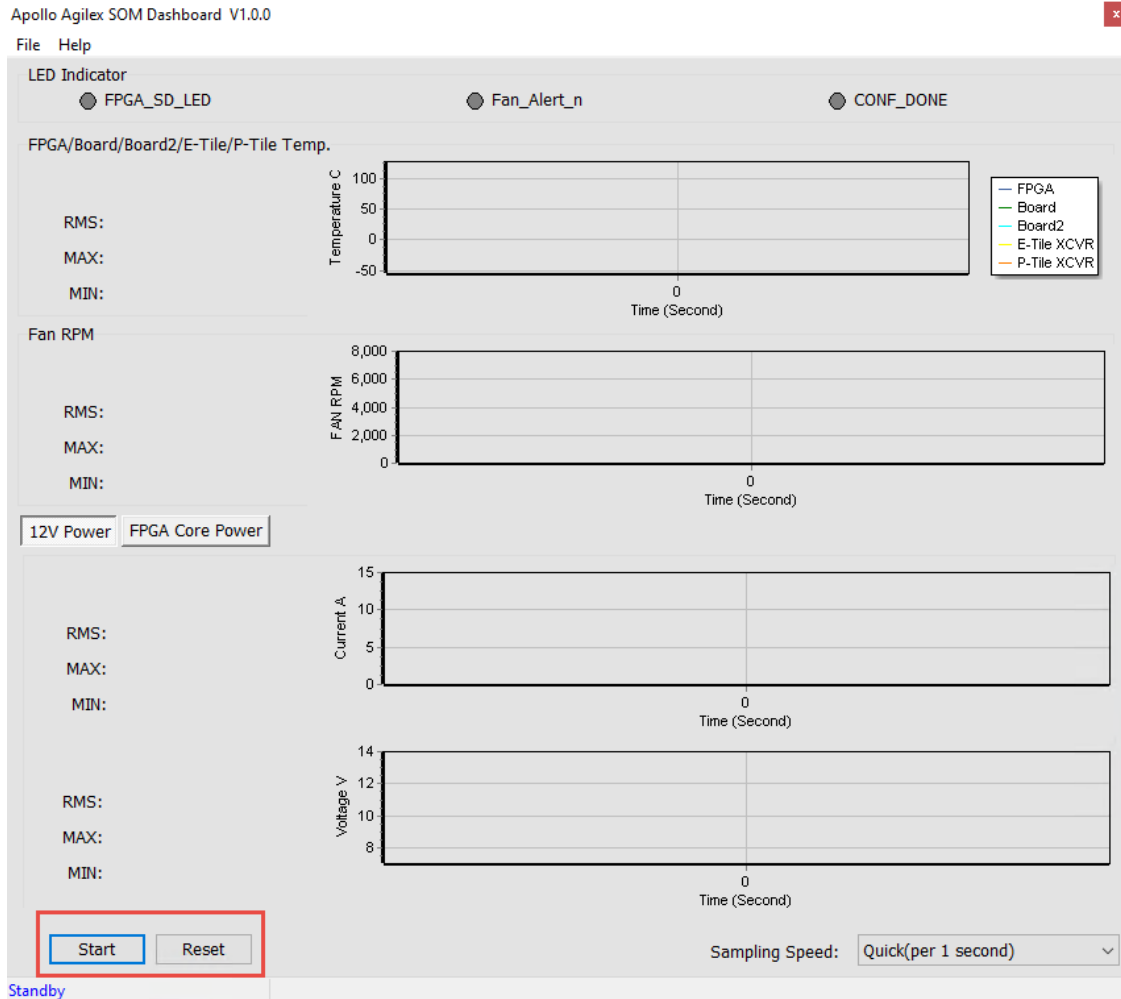 Apollo Agilex SOM Dashboard V1.0.0
x
File Help
LED Indicator
FPGA_SD_LED Fan_Alert_n CONF_DONE
FPGA/Board/Board2/E-Tile/P-Tile Temp.
RMS:
MAX:
MIN:
Temperature C
100
50
0
-50
0
Time (Second)
FPGA
Board
Board2
E-Tile XCVR
P-Tile XCVR
Fan RPM
RMS:
MAX:
MIN:
FAN RPM
8,000
6,000
4,000
2,000
0
0
Time (Second)
12V Power FPGA Core Power
RMS:
MAX:
MIN:
Current A
15
10
5
0
0
Time (Second)
RMS:
MAX:
MIN:
Voltage V
14
12
10
8
0
Time (Second)
Start Reset Sampling Speed: Quick(per 1 second)
Standby